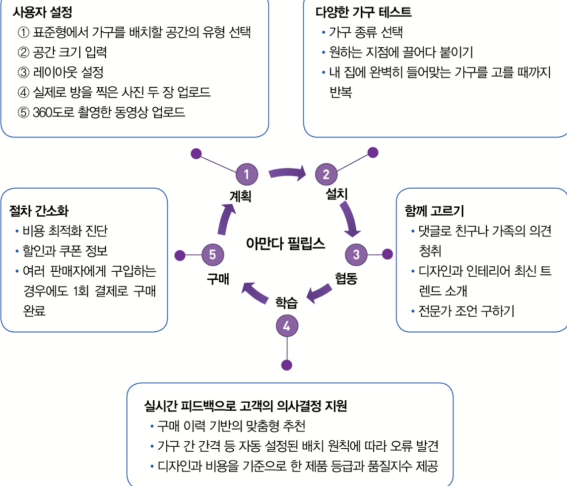 사용자 설정
① 표준형에서 가구를 배치할 공간의 유형 선택
② 공간 크기 입력
③ 레이아웃 설정
④ 실제로 방을 찍은 사진 두 장 업로드
⑤ 360도로 촬영한 동영상 업로드
다양한 가구 테스트
• 가구 종류 선택
• 원하는 지점에 끌어다 붙이기
• 내 집에 완벽히 들어맞는 가구를 고를 때까지
반복
1
계획
2
설치
절차 간소화
• 비용 최적화 진단
• 할인과 쿠폰 정보
• 여러 판매자에게 구입하는
경우에도 1회 결제로 구매
완료
5
구매
아만다 필립스
3
협동
함께 고르기
• 댓글로 친구나 가족의 의견
청취
• 디자인과 인테리어 최신 트
렌드 소개
• 전문가 조언 구하기
학습
4
실시간 피드백으로 고객의 의사결정 지원
• 구매 이력 기반의 맞춤형 추천
• 가구 간 간격 등 자동 설정된 배치 원칙에 따라 오류 발견
• 디자인과 비용을 기준으로 한 제품 등급과 품질지수 제공